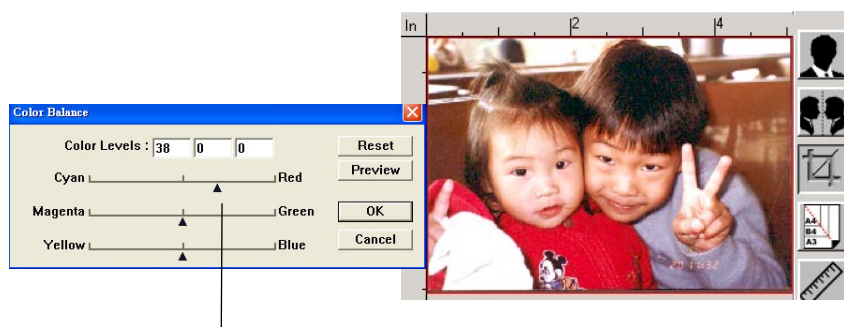 In 2 4
Color Balance
Color Levels : 38 0 0
Reset
Cyan Red
Preview
Magenta Green
OK
Yellow Blue
Cancel
A4
B4
A3